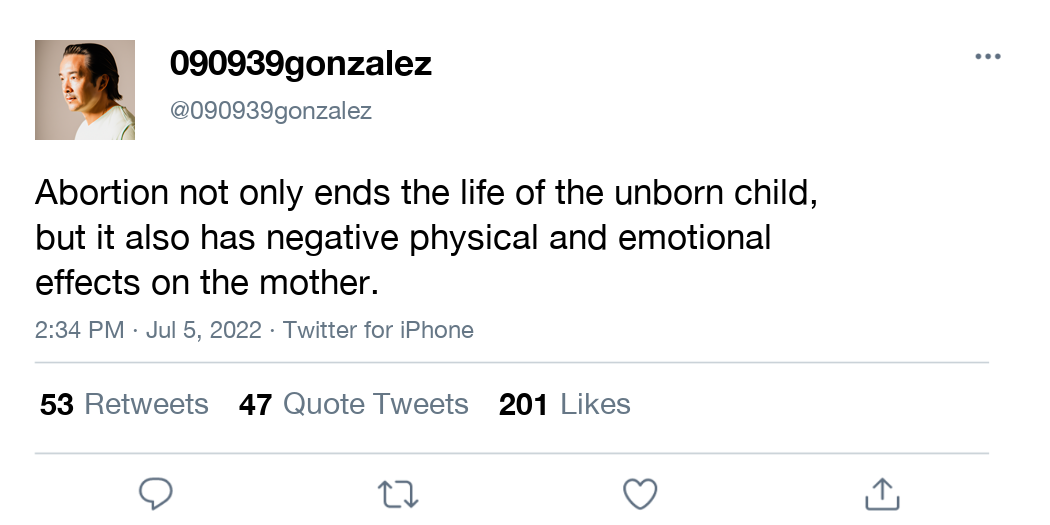 090939gonzalez
@090939gonzalez
Abortion not only ends the life of the unborn child,
but it also has negative physical and emotional
effects on the mother.
2:34 PM · Jul 5, 2022 · Twitter for iPhone
53 Retweets 47 Quote Tweets 201 Likes